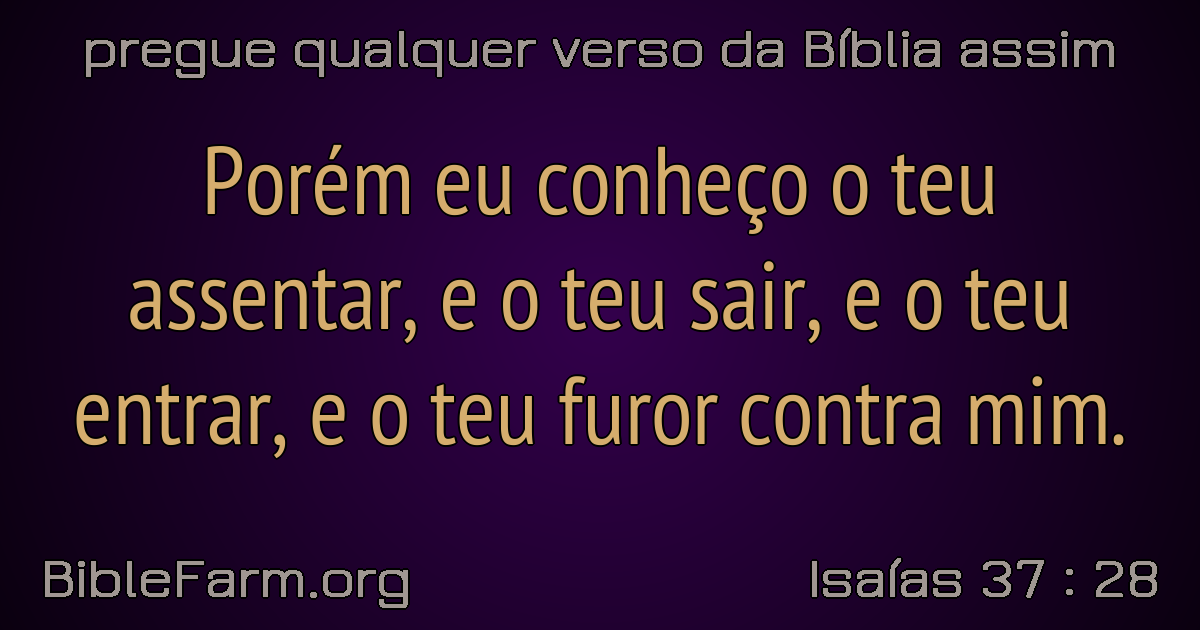 pregue qualquer verso da Bíblia assim
Porém eu conheço o teu
assentar, e o teu sair, e o teu
entrar, e o teu furor contra mim.
BibleFarm.org
Isaías 37 : 28